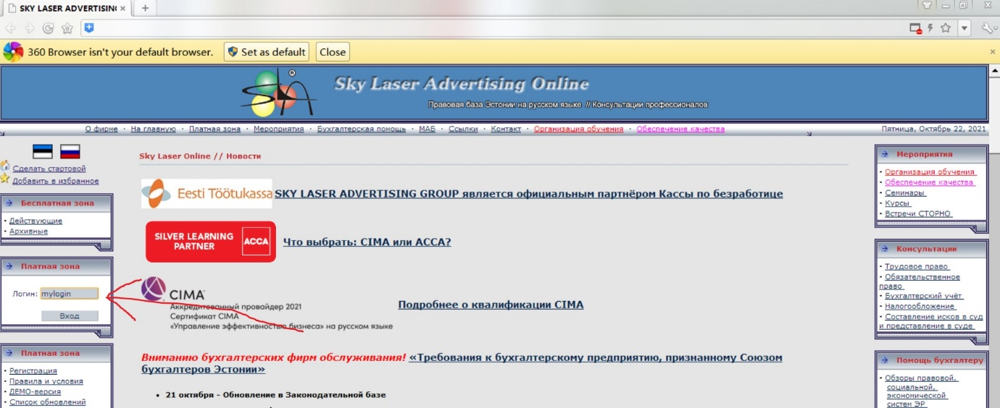 SKY LASER ADVERTISING
360 Browser isn't your default browser. Set as default Close
Sky Laser Advertising Online
Правовая база Эстонии на русском языке // Консультации профессионалов
О фирме · На главную · Платная зона · Мероприятия · Бухгалтерская помощь · МАБ · Ссылки · Контакт · Организация обучения · Обеспечение качества
Пятница, Октябрь 22, 2021
Сделать стартовой
Добавить в избранное
Бесплатная зона
• Действующие
• Архивные
Платная зона
Логин: mylogin
Вход
Платная зона
• Регистрация
• Правила и условия
• ДЕМО-версия
• Список обновлений
Sky Laser Online // Новости
Eesti Töötukassa SKY LASER ADVERTISING GROUP является официальным партнёром Кассы по безработице
SILVER LEARNING
PARTNER
ACCA
Что выбрать: CIMA или ACCA?
CIMA
Аккредитованный провайдер 2021
Сертификат CIMA
«Управление эффективностью бизнеса» на русском языке
Подробнее о квалификации CIMA
Вниманию бухгалтерских фирм обслуживания! «Требования к бухгалтерскому предприятию, признанному Союзом
бухгалтеров Эстонии»
• 21 октября - Обновление в Законодательной базе
Мероприятия
• Организация обучения
• Обеспечение качества
• Семинары
• Курсы
• Встречи СТОРНО
Консультации
• Трудовое право
• Обязательственное
право
• Бухгалтерский учёт
• Налогообложение
• Составление исков в суд
и представление в суде
Помощь бухгалтеру
• Обзоры правовой,
социальной,
экономической
систем ЭР